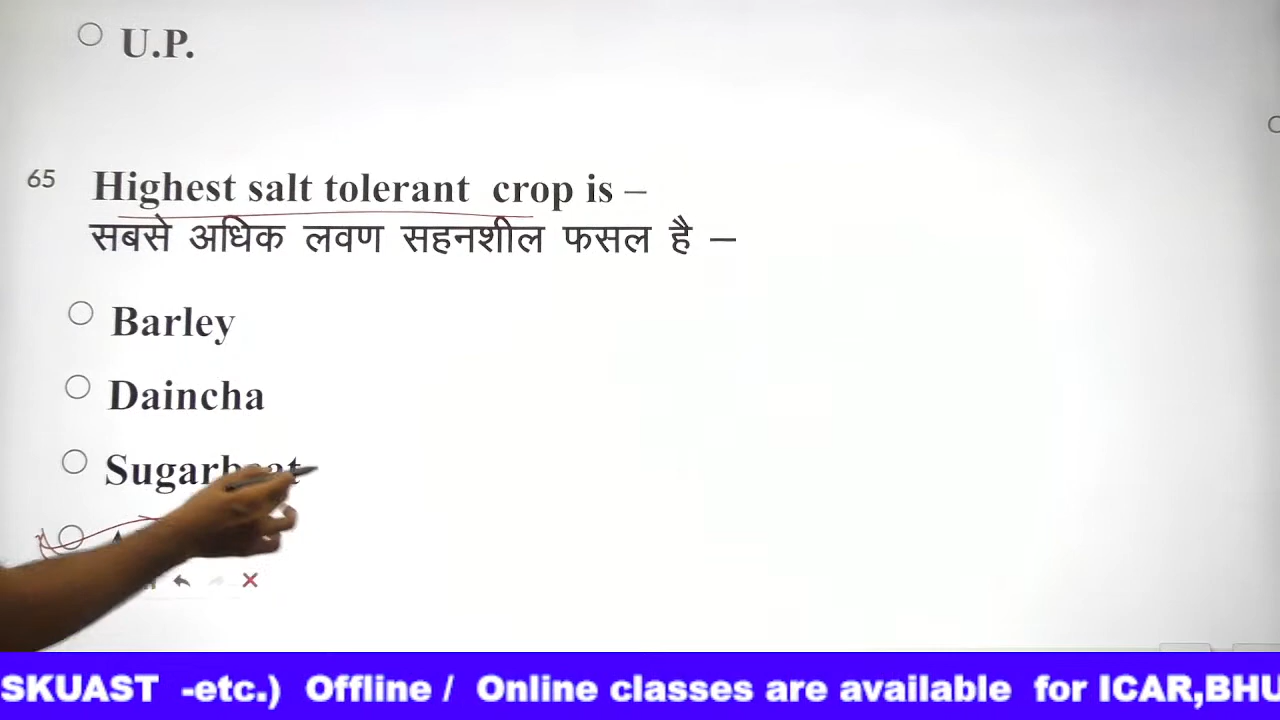 U.P.
65 Highest salt tolerant crop is –
सबसे अधिक लवण सहनशील फसल है –
Barley
Daincha
SKUAST -etc.) Offline / Online classes are available for ICAR,BHU